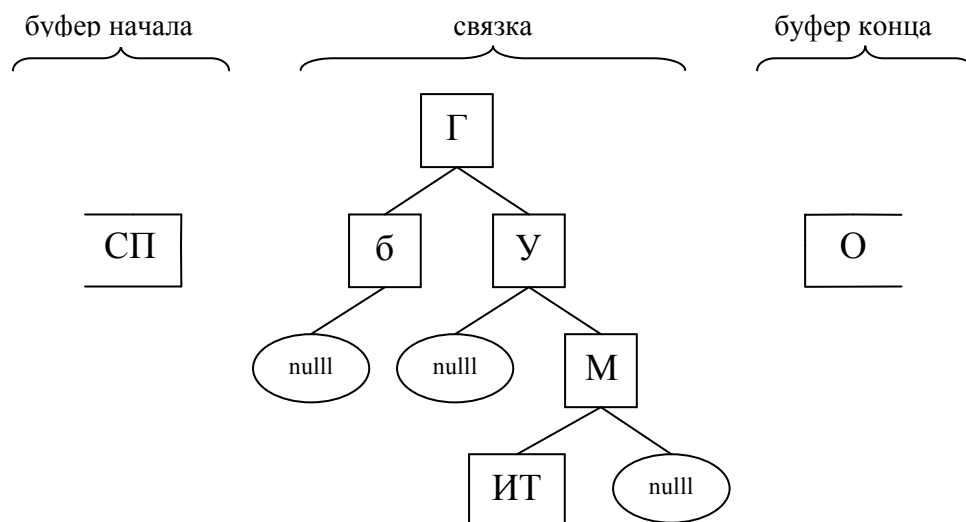 буфер начала связка буфер конца
Г
СП б У О
nulll nulll М
ИТ nulll